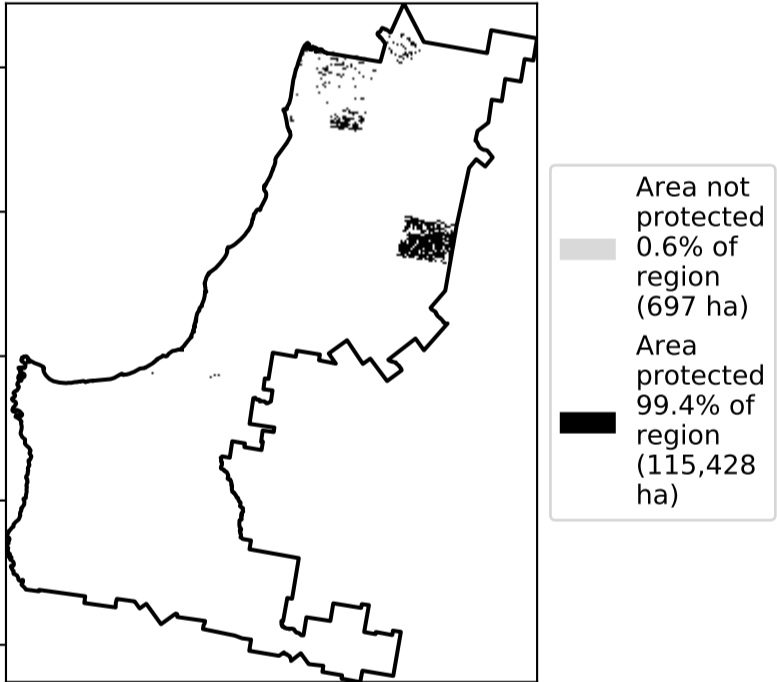 Area not
protected
0.6% of
region
(697 ha)
Area
protected
99.4% of
region
(115,428
ha)